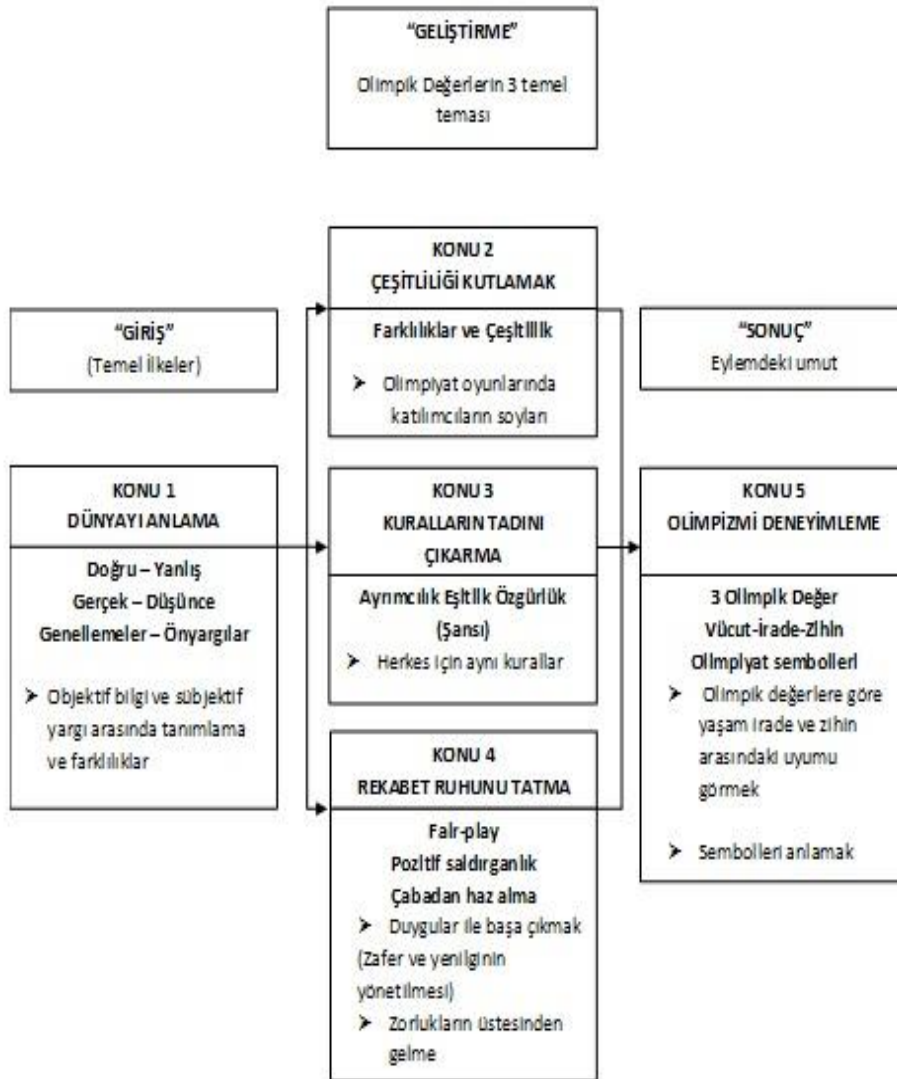 “GELİŞTİRME”
Olimpik Değerlerin 3 temel
teması
“GİRİŞ”
(Temel İlkeler)
KONU 1
DÜNYAYI ANLAMA
Doğru – Yanlış
Gerçek – Düşünce
Genellemeler – Önyargılar
➤ Objektif bilgi ve sübjektif
yargı arasında tanımlama
ve farklılıklar
KONU 2
ÇEŞİTLİLİĞİ KUTLAMAK
Farklılıklar ve Çeşitlilik
➤ Olimpiyat oyunlarında
katılımcıların soyları
KONU 3
KURALLARIN TADINI
ÇIKARMA
Ayrımcılık Eşitlik Özgürlük
(Şansı)
➤ Herkes için aynı kurallar
KONU 4
REKABET RUHUNU TATMA
Fair-play
Pozitif saldırganlık
Çabadan haz alma
➤ Duygular ile başa çıkmak
(Zafer ve yenilginin
yönetilmesi)
➤ Zorlukların üstesinden
gelme
“SONUÇ”
Eylemdeki umut
KONU 5
OLİMPİZMİ DENEYİMLEME
3 Olimpik Değer
Vücut-İrade-Zihin
Olimpiyat sembolleri
➤ Olimpik değerlere göre
yaşam irade ve zihin
arasındaki uyumu
görmek
➤ Sembolleri anlamak